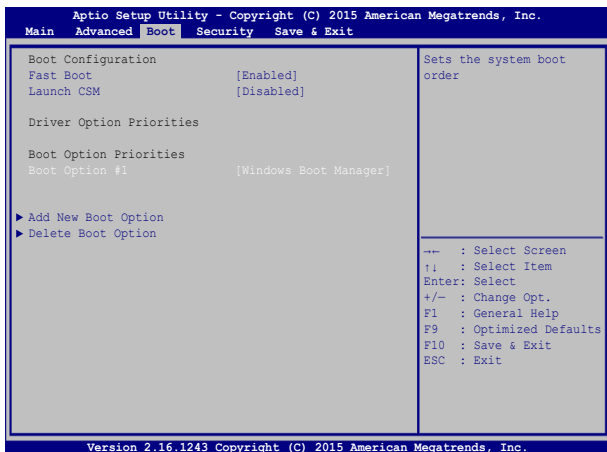 Aptio Setup Utility - Copyright (C) 2015 American Megatrends, Inc.
Main Advanced Boot Security Save & Exit
Boot Configuration
Fast Boot [Enabled]
Launch CSM [Disabled]
Driver Option Priorities
Boot Option Priorities
Boot Option #1 [Windows Boot Manager]
▶ Add New Boot Option
▶ Delete Boot Option
Sets the system boot
order
→← : Select Screen
↑↓ : Select Item
Enter: Select
+/— : Change Opt.
F1 : General Help
F9 : Optimized Defaults
F10 : Save & Exit
ESC : Exit
Version 2.16.1243 Copyright (C) 2015 American Megatrends, Inc.